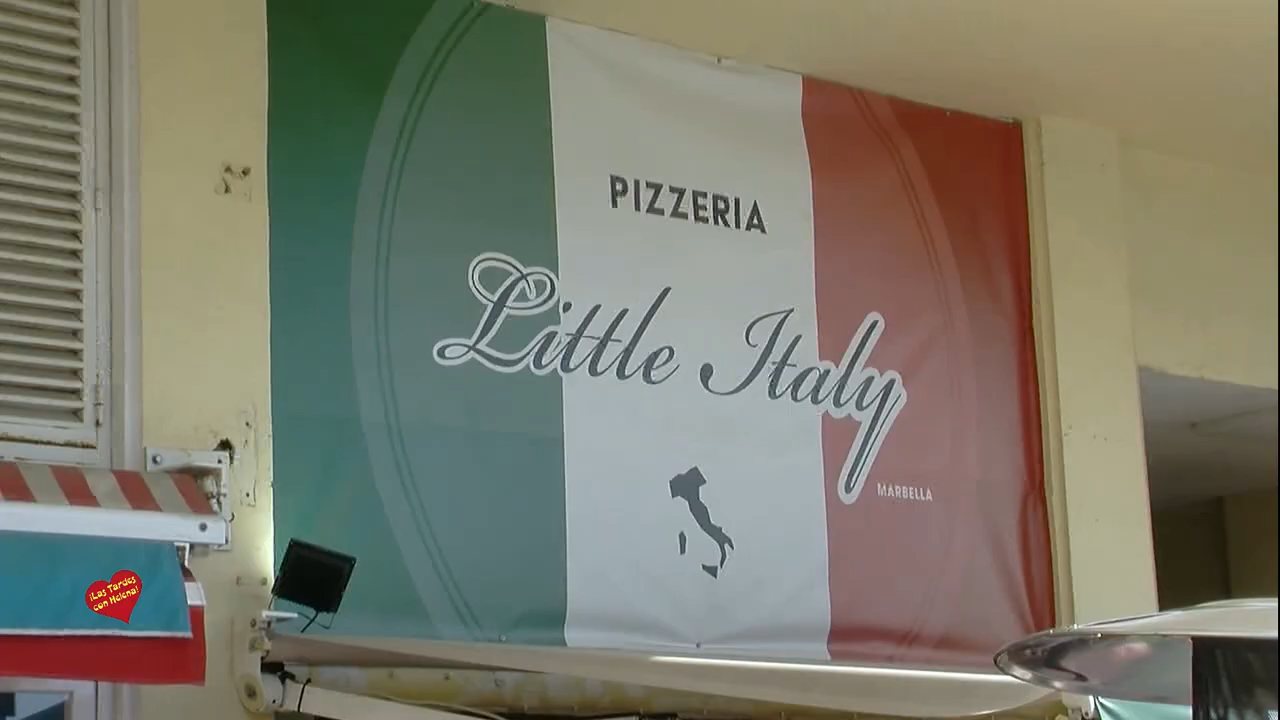 PIZZERIA
Little Italy
MARBELLA
¡Las Tardes
con Helena!